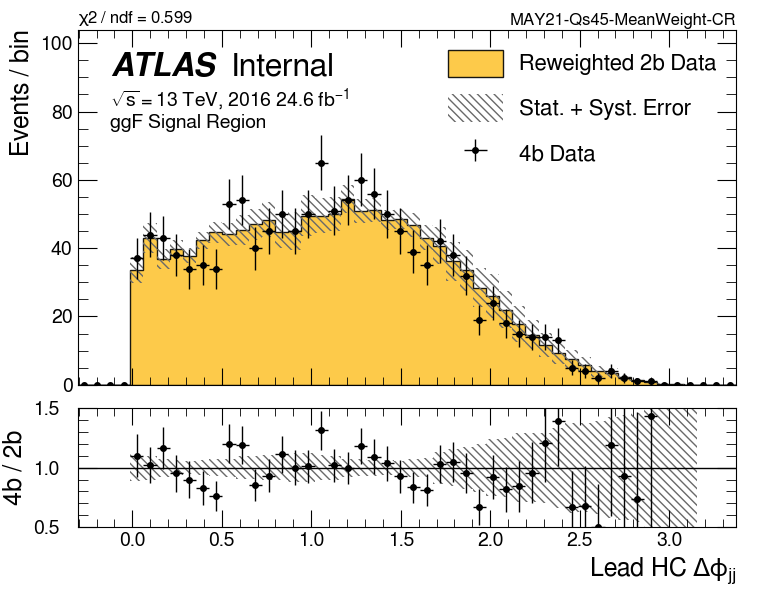 χ2 / ndf = 0.599
MAY21-Qs45-MeanWeight-CR
Events / bin
100
80
60
40
20
0
ATLAS Internal
√s = 13 TeV, 2016 24.6 fb⁻¹
ggF Signal Region
Reweighted 2b Data
Stat. + Syst. Error
4b Data
4b / 2b
1.5
1.0
0.5
0.0 0.5 1.0 1.5 2.0 2.5 3.0
Lead HC Δϕjj